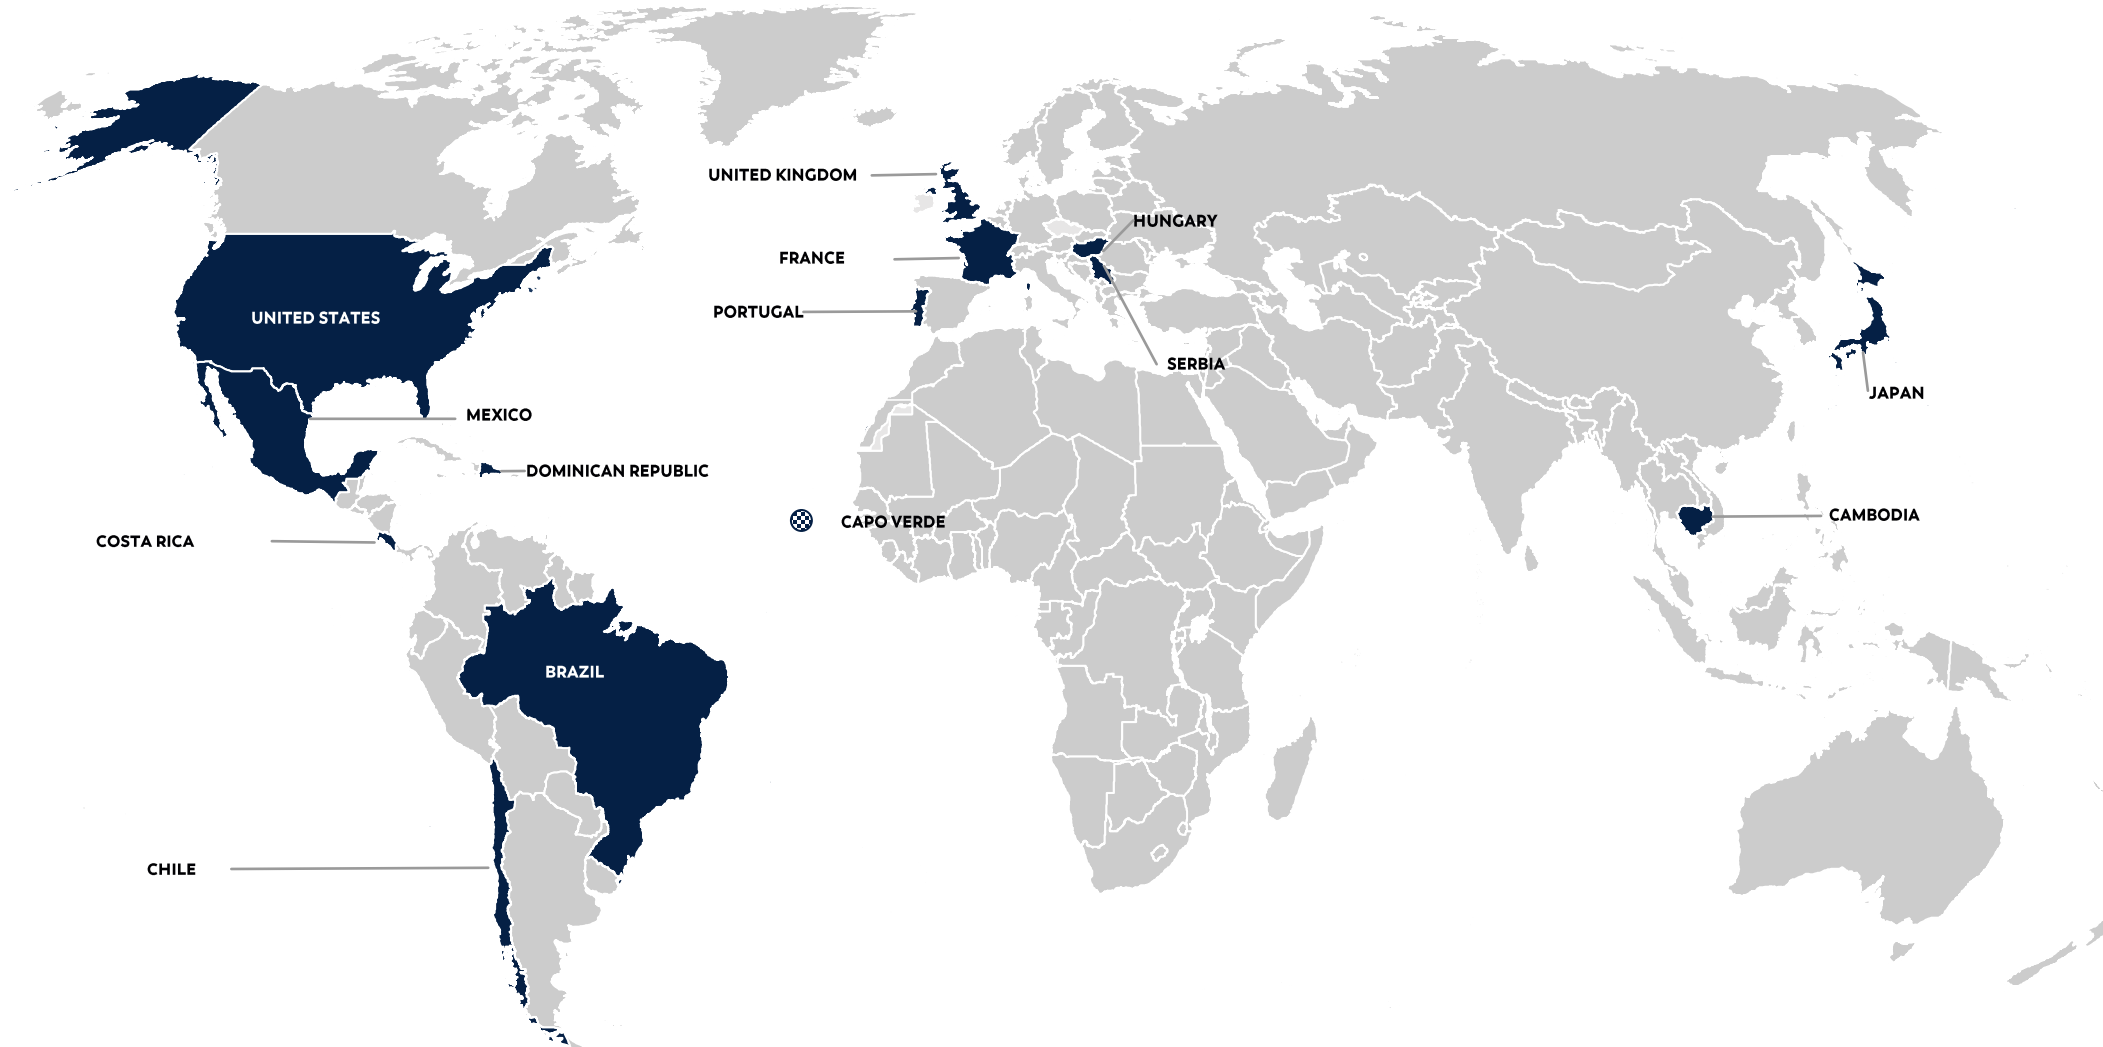 UNITED KINGDOM
HUNGARY
FRANCE
PORTUGAL
UNITED STATES
SERBIA
JAPAN
MEXICO
DOMINICAN REPUBLIC
CAPO VERDE
CAMBODIA
COSTA RICA
BRAZIL
CHILE